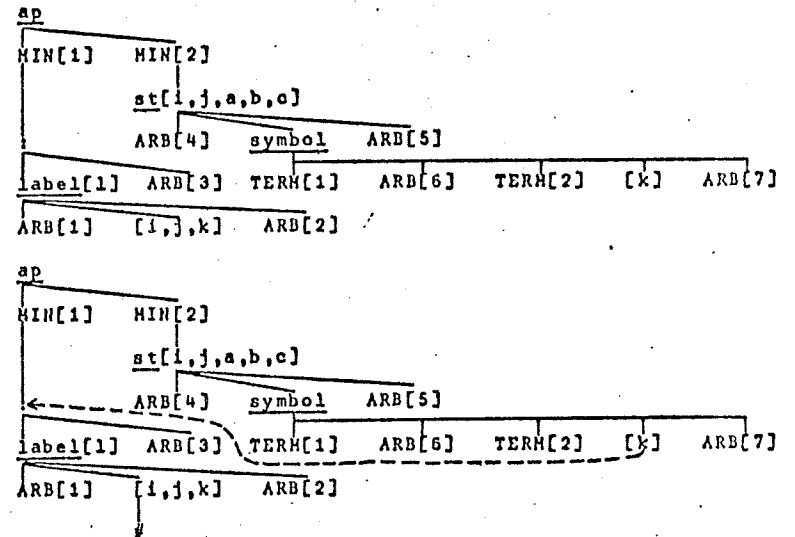 ap
MIN[1] MIN[2]
st[i,j,a,b,c]
ARB[4] symbol ARB[5]
label[l] ARB[3] TERM[1] ARB[6] TERM[2] [k] ARB[7]
ARB[1] [i,j,k] ARB[2]
ap
MIN[1] MIN[2]
st[i,j,a,b,c]
ARB[4] symbol ARB[5]
label[l] ARB[3] TERM[1] ARB[6] TERM[2] [k] ARB[7]
ARB[1] [i,j,k] ARB[2]